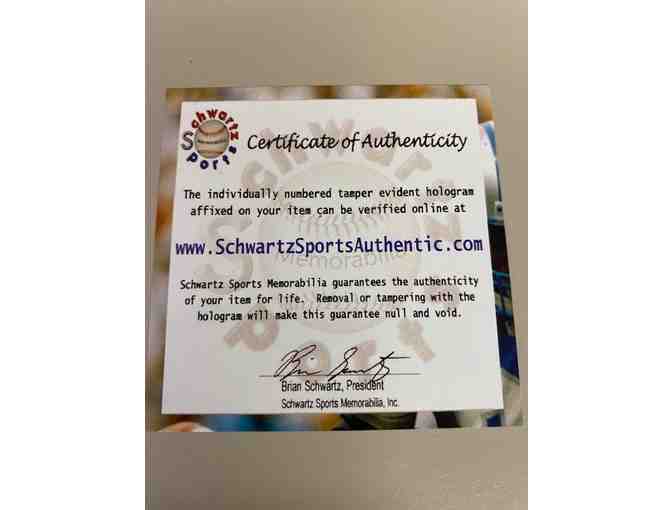 Schwartz
Sports
Certificate of Authenticity
The individually numbered tamper evident hologram
affixed on your item can be verified online at
www.SchwartzSportsAuthentic.com
Memorabilia
Schwartz Sports Memorabilia guarantees the authenticity
of your item for life. Removal or tampering with the
hologram will make this guarantee null and void.
Brian Schwartz, President
Schwartz Sports Memorabilia, Inc.